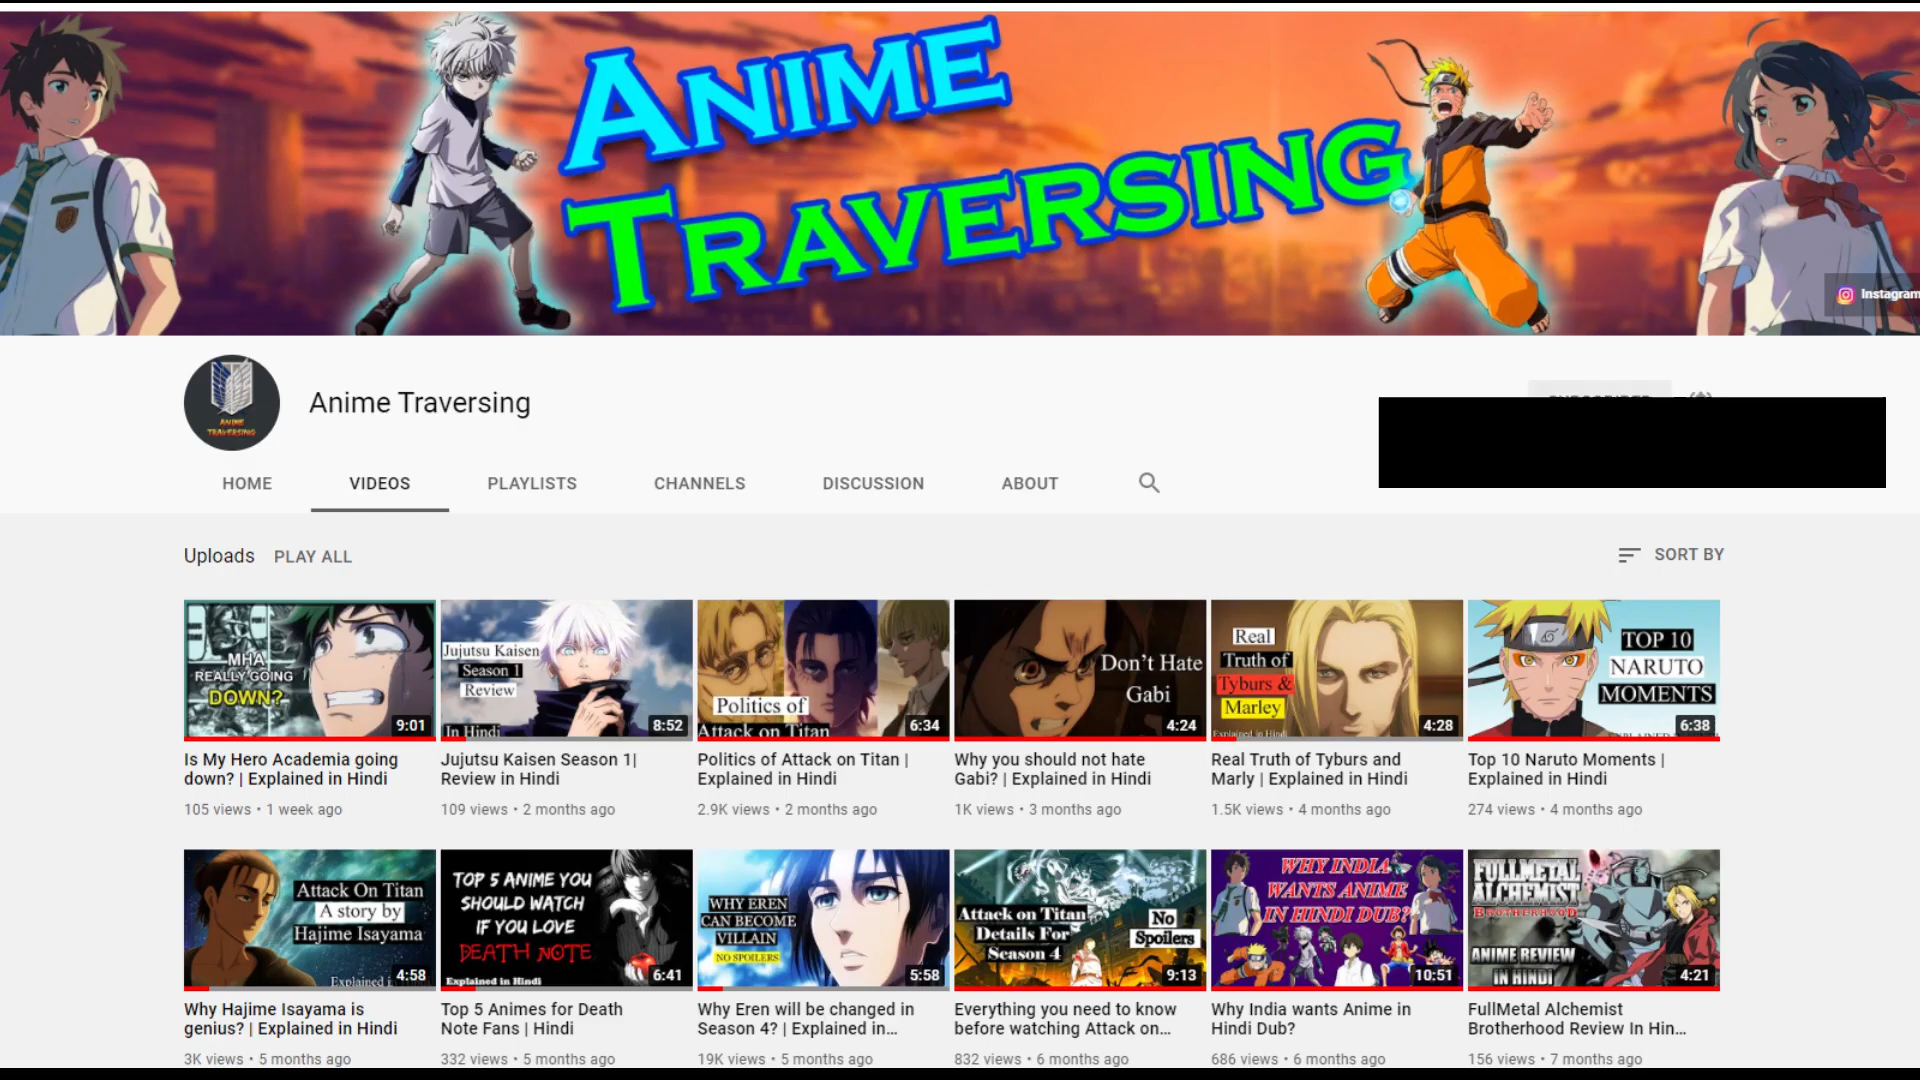 ANIME
TRAVERSING
Instagram
ANIME
TRAVERSING
Anime Traversing
HOME
VIDEOS
PLAYLISTS
CHANNELS
DISCUSSION
ABOUT
Uploads
PLAY ALL
SORT BY
MHA
REALLY GOING
DOWN?
9:01
Jujutsu Kaisen
Season 1
Review
In Hindi
8:52
Politics of
Attack on Titan
6:34
Don't Hate
Gabi
4:24
Real
Truth of
Tyburs &
Marley
Explained in Hindi
4:28
TOP 10
NARUTO
MOMENTS
6:38
Is My Hero Academia going
down? | Explained in Hindi
105 views • 1 week ago
Jujutsu Kaisen Season 1|
Review in Hindi
109 views • 2 months ago
Politics of Attack on Titan |
Explained in Hindi
2.9K views • 2 months ago
Why you should not hate
Gabi? | Explained in Hindi
1K views • 3 months ago
Real Truth of Tyburs and
Marly | Explained in Hindi
1.5K views • 4 months ago
Top 10 Naruto Moments |
Explained in Hindi
274 views • 4 months ago
Attack On Titan
A story by
Hajime Isayama
Explained i
4:58
TOP 5 ANIME YOU
SHOULD WATCH
IF YOU LOVE
DEATH NOTE
Explained in Hindi
6:41
WHY EREN
CAN BECOME
VILLAIN
NO SPOILERS
5:58
Attack on Titan
Details For
Season 4
No
Spoilers
9:13
WHY INDIA
WANTS ANIME
IN HINDI DUB?
10:51
FULLMETAL
ALCHEMIST
BROTHERHOOD
ANIME REVIEW
IN HINDI
4:21
Why Hajime Isayama is
genius? | Explained in Hindi
3K views • 5 months ago
Top 5 Animes for Death
Note Fans | Hindi
332 views • 5 months ago
Why Eren will be changed in
Season 4? | Explained in...
19K views • 5 months ago
Everything you need to know
before watching Attack on...
832 views • 6 months ago
Why India wants Anime in
Hindi Dub?
686 views • 6 months ago
FullMetal Alchemist
Brotherhood Review In Hin...
156 views • 7 months ago